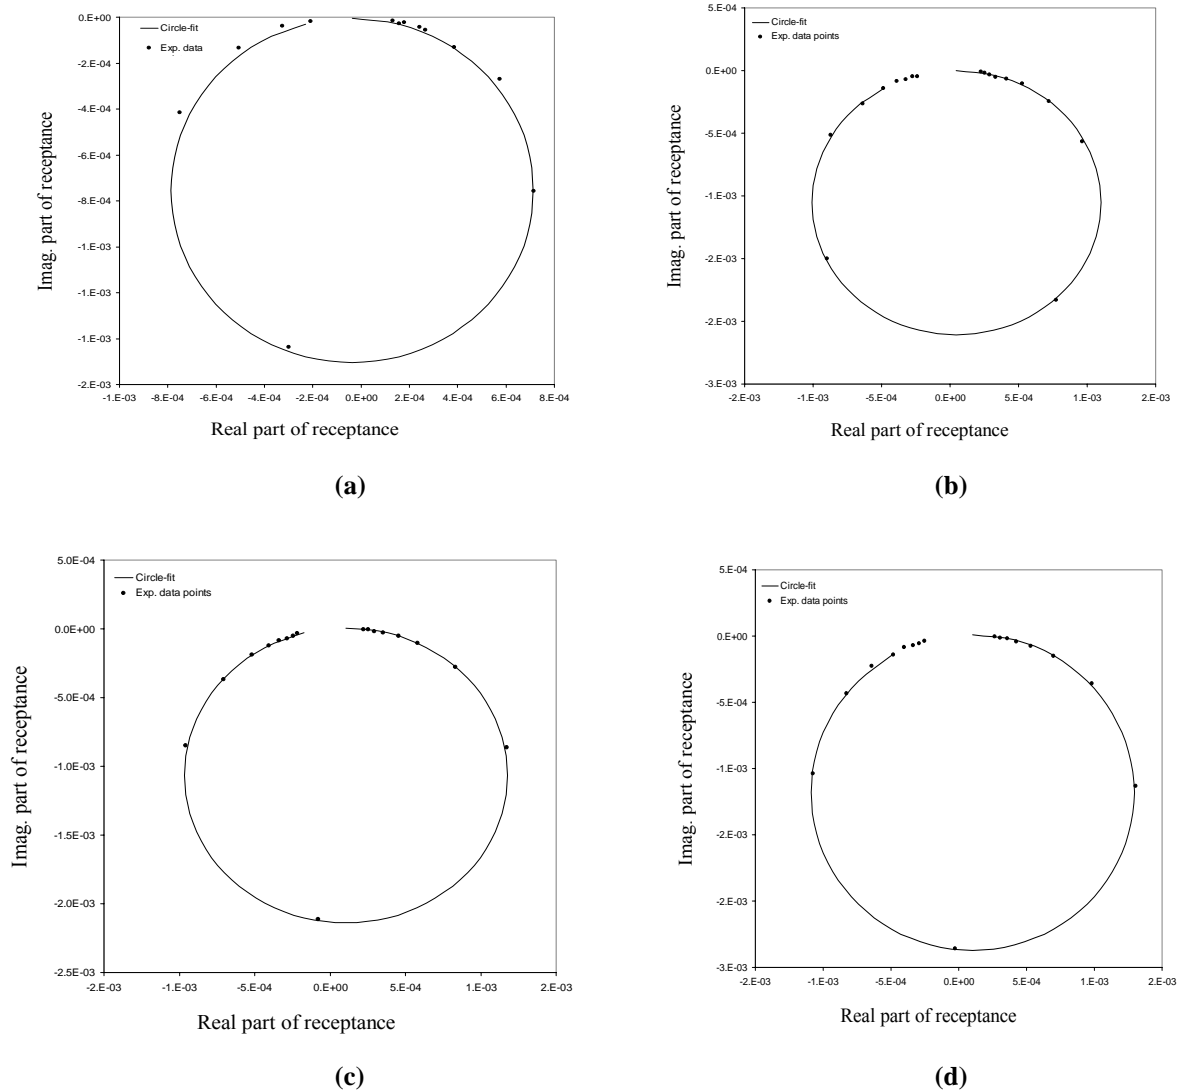 0.E+00
-2.E-04
-4.E-04
-6.E-04
-8.E-04
-1.E-03
-1.E-03
-1.E-03
-2.E-03
-1.E-03 -8.E-04 -6.E-04 -4.E-04 -2.E-04 0.E+00 2.E-04 4.E-04 6.E-04 8.E-04
Circle-fit
Exp. data
Imag. part of receptance
Real part of receptance
(a)
5.E-04
0.E+00
-5.E-04
-1.E-03
-2.E-03
-2.E-03
-3.E-03
-2.E-03 -1.E-03 -5.E-04 0.E+00 5.E-04 1.E-03 2.E-03
Circle-fit
Exp. data points
Imag. part of receptance
Real part of receptance
(b)
5.0E-04
0.0E+00
-5.0E-04
-1.0E-03
-1.5E-03
-2.0E-03
-2.5E-03
-2.E-03 -1.E-03 -5.E-04 0.E+00 5.E-04 1.E-03 2.E-03
Circle-fit
Exp. data points
Imag. part of receptance
Real part of receptance
(c)
5.E-04
0.E+00
-5.E-04
-1.E-03
-2.E-03
-2.E-03
-3.E-03
-2.E-03 -1.E-03 -5.E-04 0.E+00 5.E-04 1.E-03 2.E-03
Circle-fit
Exp. data points
Imag. part of receptance
Real part of receptance
(d)